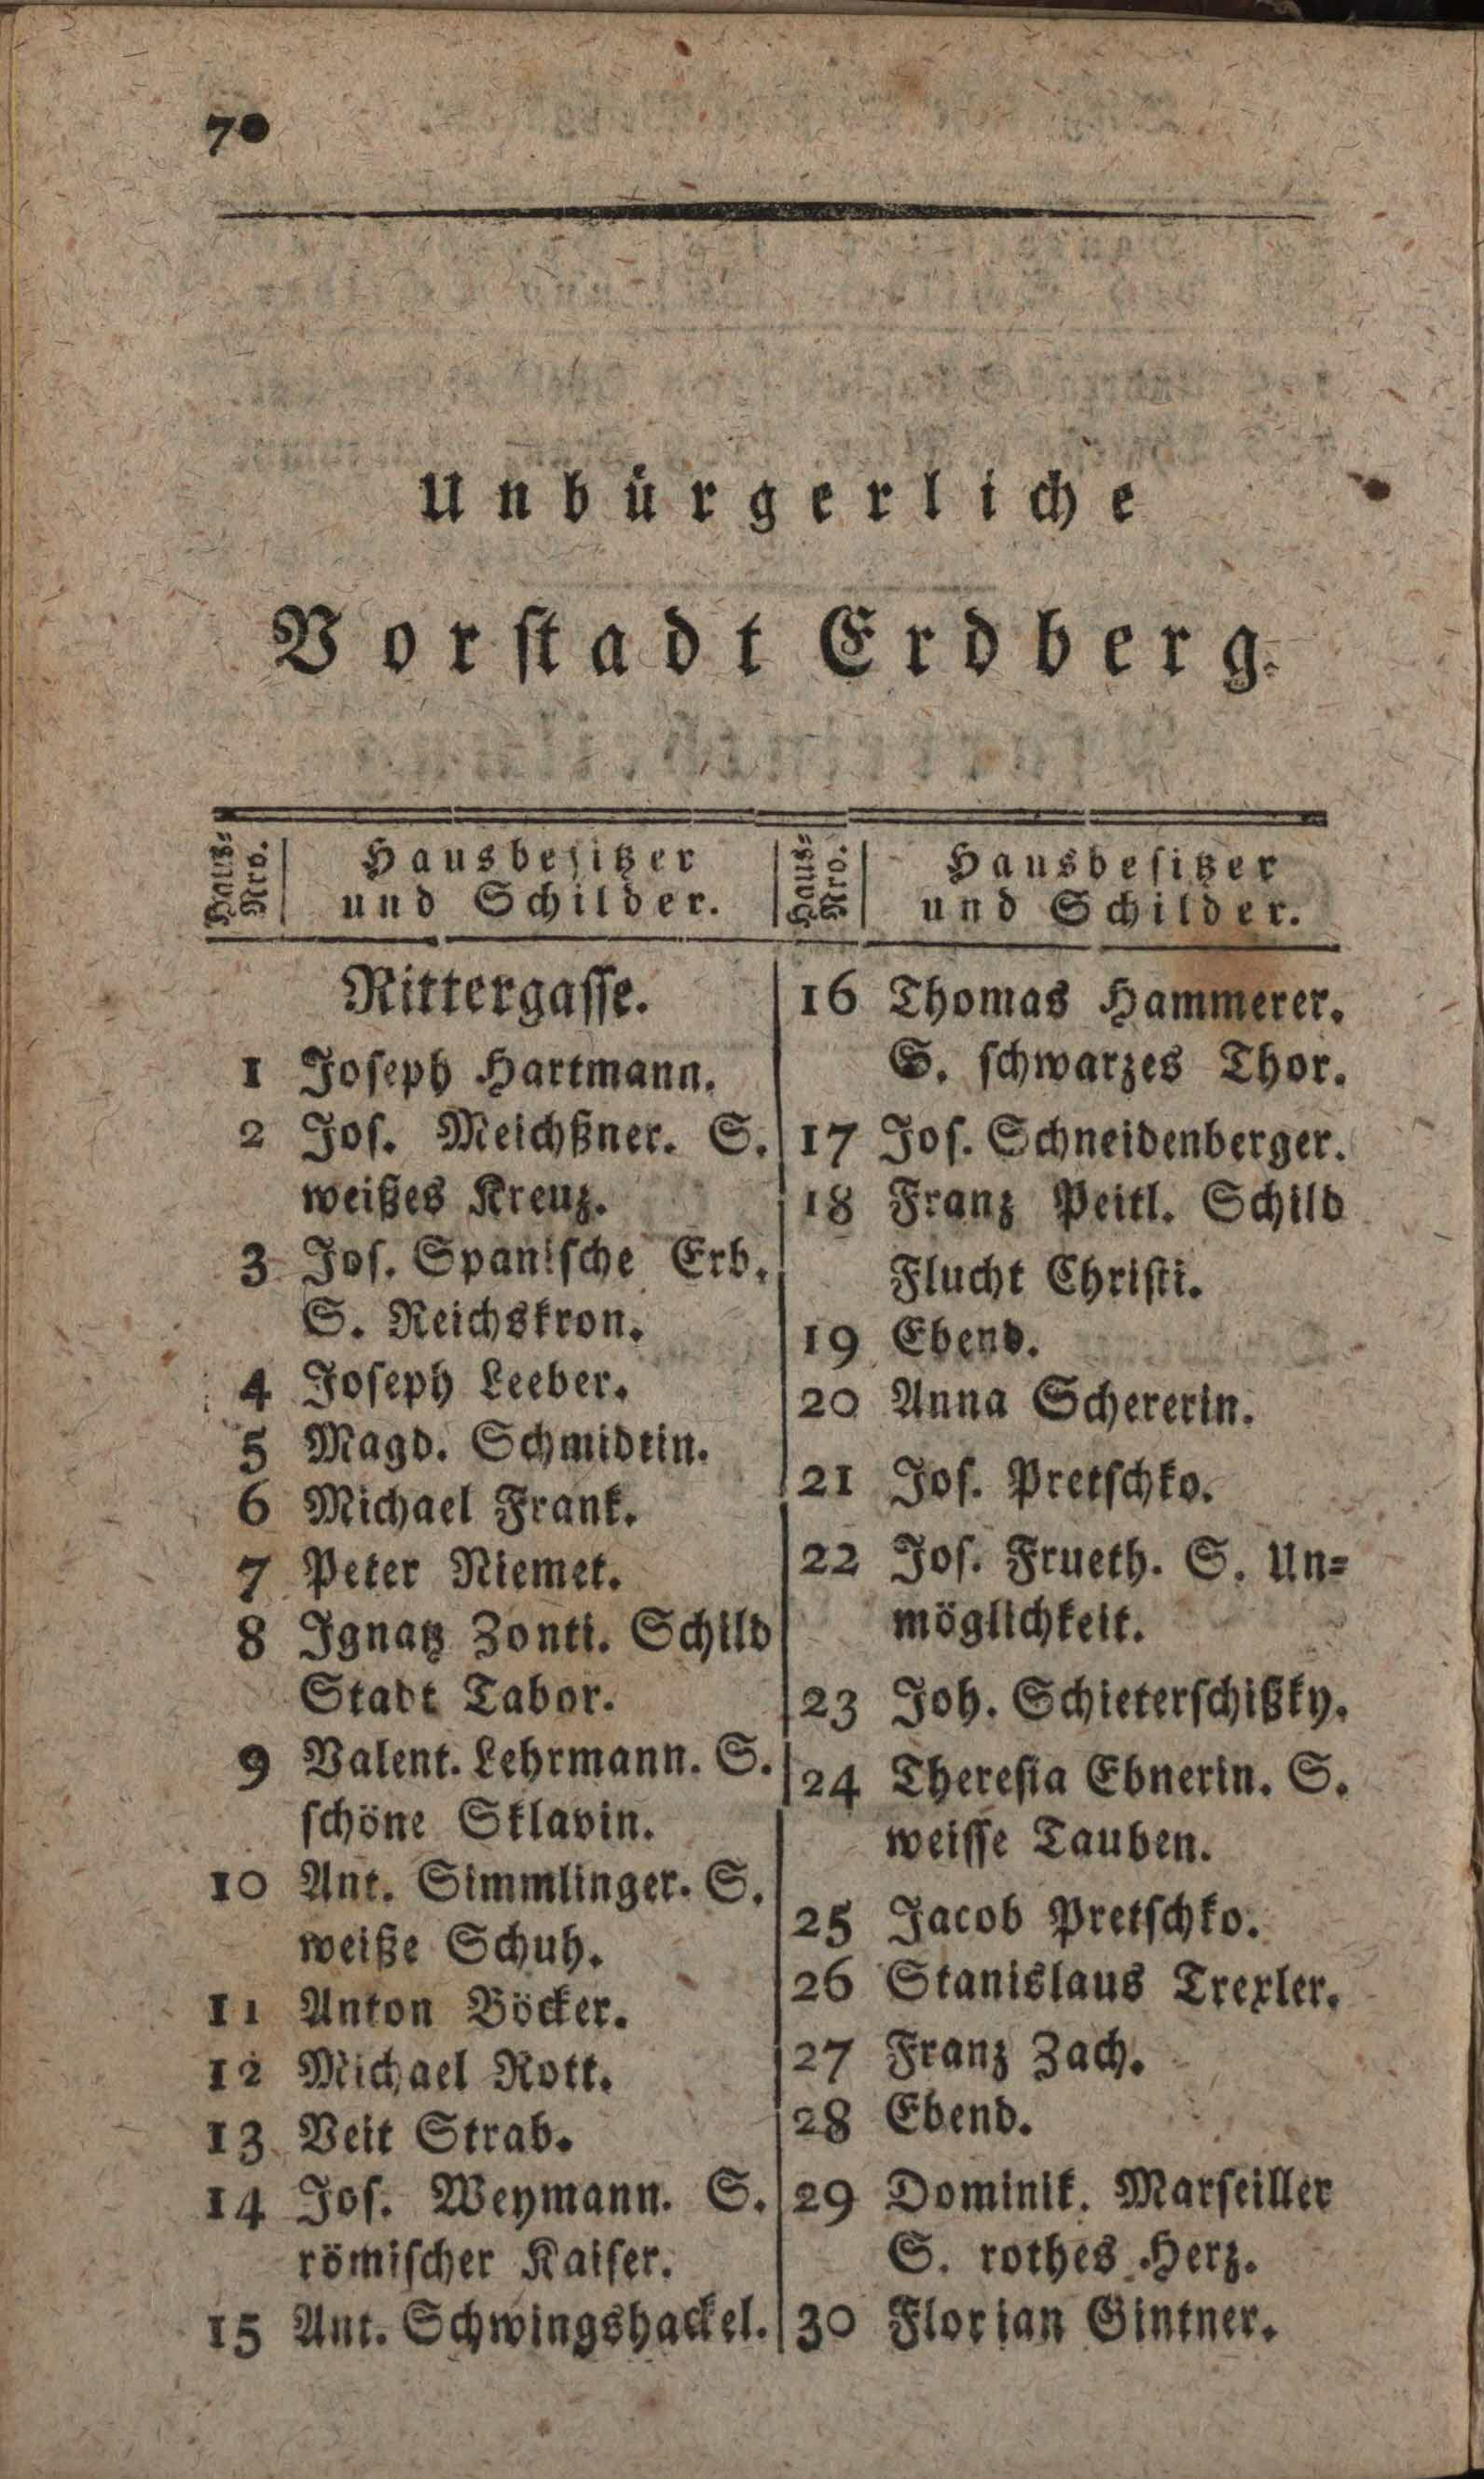 70
Unbürgerliche
Vorstadt Erdberg.
Haus-
Nro.
Hausbesitzer
und Schilder.
Rittergasse.
1 Joseph Hartmann.
2 Jos. Meichßner. S.
weißes Kreuz.
3 Jos. Spanische Erb.
S. Reichskron.
4 Joseph Leeber.
5 Magd. Schmidtin.
6 Michael Frank.
7 Peter Niemet.
8 Ignatz Zonti. Schild
Stadt Tabor.
9 Valent. Lehrmann. S.
schöne Sklavin.
10 Ant. Simmlinger. S.
weiße Schuh.
11 Anton Böcker.
12 Michael Rott.
13 Veit Strab.
14 Jos. Weymann. S.
römischer Kaiser.
15 Ant. Schwingshackel.
Haus-
Nro.
Hausbesitzer
und Schilder.
16 Thomas Hammerer.
S. schwarzes Thor.
17 Jos. Schneidenberger.
18 Franz Peitl. Schild
Flucht Christi.
19 Ebend.
20 Anna Schererin.
21 Jos. Pretschko.
22 Jos. Frueth. S. Un-
möglichkeit.
23 Joh. Schieterschißky.
24 Theresia Ebnerin. S.
weisse Tauben.
25 Jacob Pretschko.
26 Stanislaus Trexler.
27 Franz Zach.
28 Ebend.
29 Dominik. Marseiller
S. rothes Herz.
30 Florian Gintner.